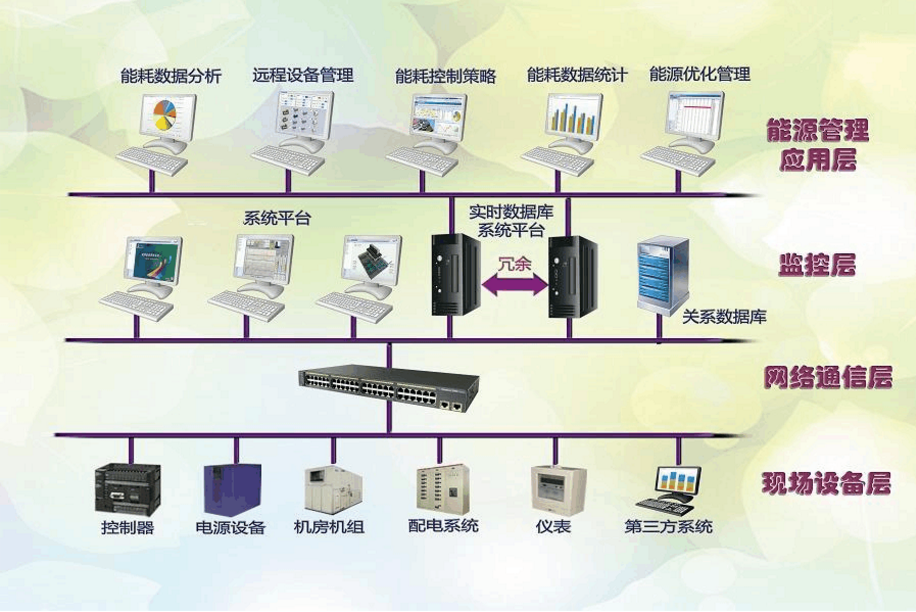 能耗数据分析
远程设备管理
能耗控制策略
能耗数据统计
能源优化管理
能源管理
应用层
系统平台
实时数据库
系统平台
冗余
监控层
关系数据库
网络通信层
现场设备层
控制器
电源设备
机房机组
配电系统
仪表
第三方系统